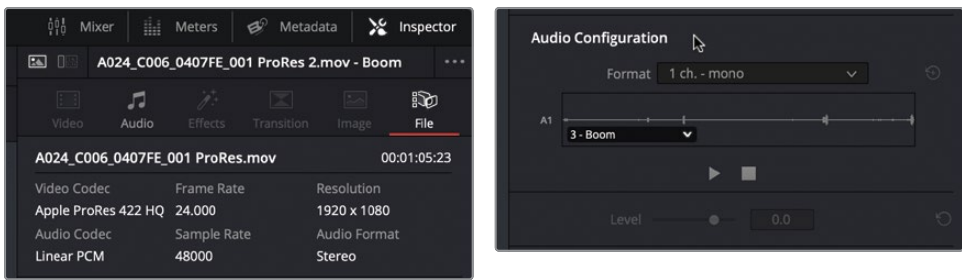 Mixer Meters Metadata Inspector
A024_C006_0407FE_001 ProRes 2.mov - Boom
Video Audio Effects Transition Image File
A024_C006_0407FE_001 ProRes.mov 00:01:05:23
Video Codec Frame Rate Resolution
Apple ProRes 422 HQ 24.000 1920 x 1080
Audio Codec Sample Rate Audio Format
Linear PCM 48000 Stereo
Audio Configuration
Format 1 ch. - mono
A1
3 - Boom
Level 0.0